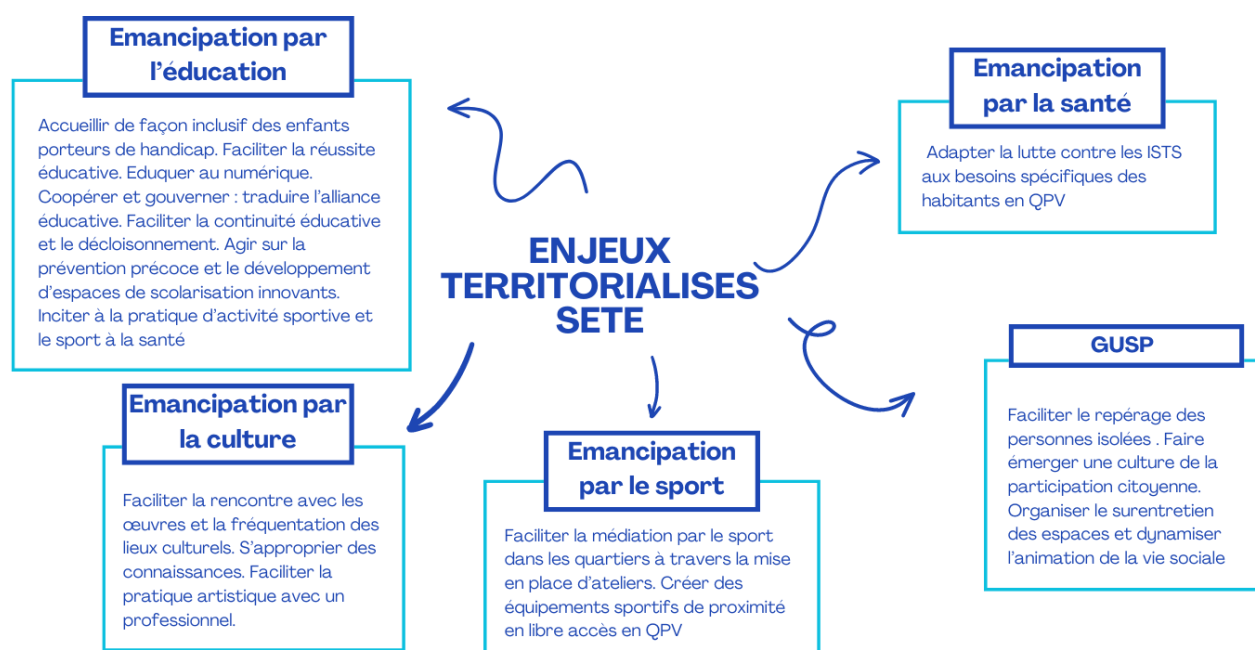 Emancipation par
l'éducation
Accueillir de façon inclusif des enfants
porteurs de handicap. Faciliter la réussite
éducative. Eduquer au numérique.
Coopérer et gouverner : traduire l'alliance
éducative. Faciliter la continuité éducative
et le décloisonnement. Agir sur la
prévention précoce et le développement
d'espaces de scolarisation innovants.
Inciter à la pratique d'activité sportive et
le sport à la santé
Emancipation
par la santé
Adapter la lutte contre les ISTS
aux besoins spécifiques des
habitants en QPV
ENJEUX
TERRITORIALISES
SETE
GUSP
Faciliter le repérage des
personnes isolées . Faire
émerger une culture de la
participation citoyenne.
Organiser le surentretien
des espaces et dynamiser
l'animation de la vie sociale
Emancipation par
la culture
Faciliter la rencontre avec les
œuvres et la fréquentation des
lieux culturels. S'approprier des
connaissances. Faciliter la
pratique artistique avec un
professionnel.
Emancipation
par le sport
Faciliter la médiation par le sport
dans les quartiers à travers la mise
en place d'ateliers. Créer des
équipements sportifs de proximité
en libre accès en QPV